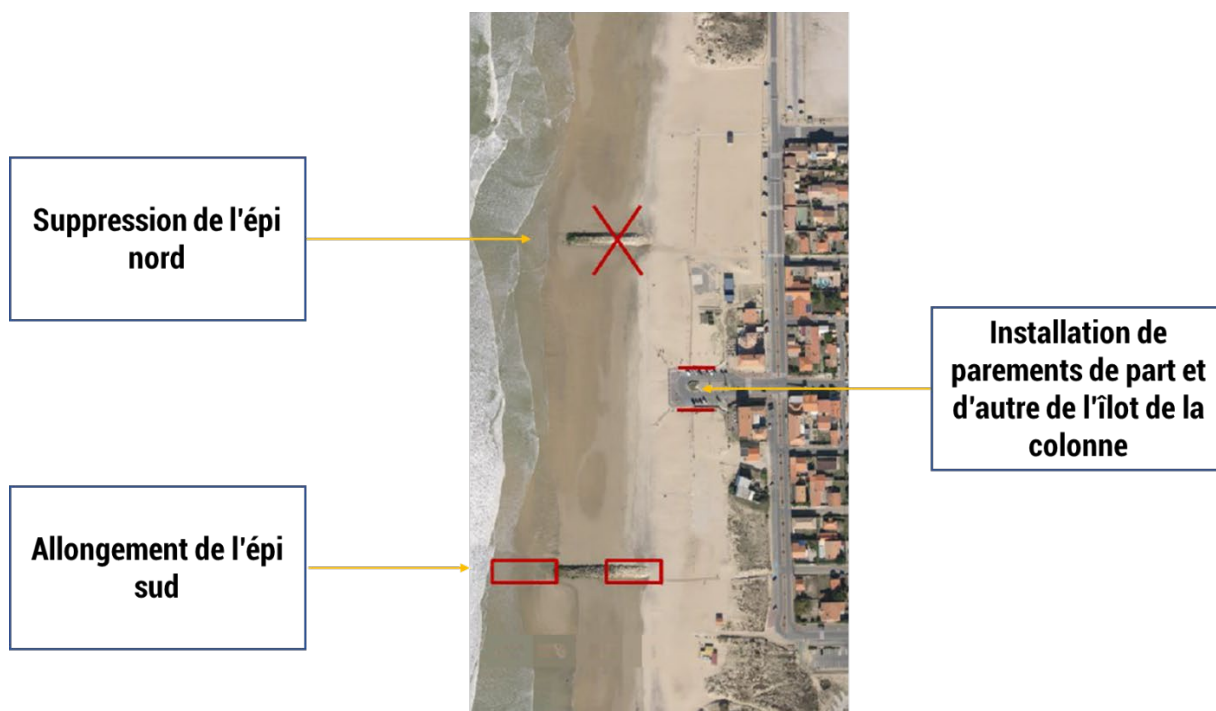 Suppression de l'épi
nord
Installation de
parements de part et
d'autre de l'îlot de la
colonne
Allongement de l'épi
sud